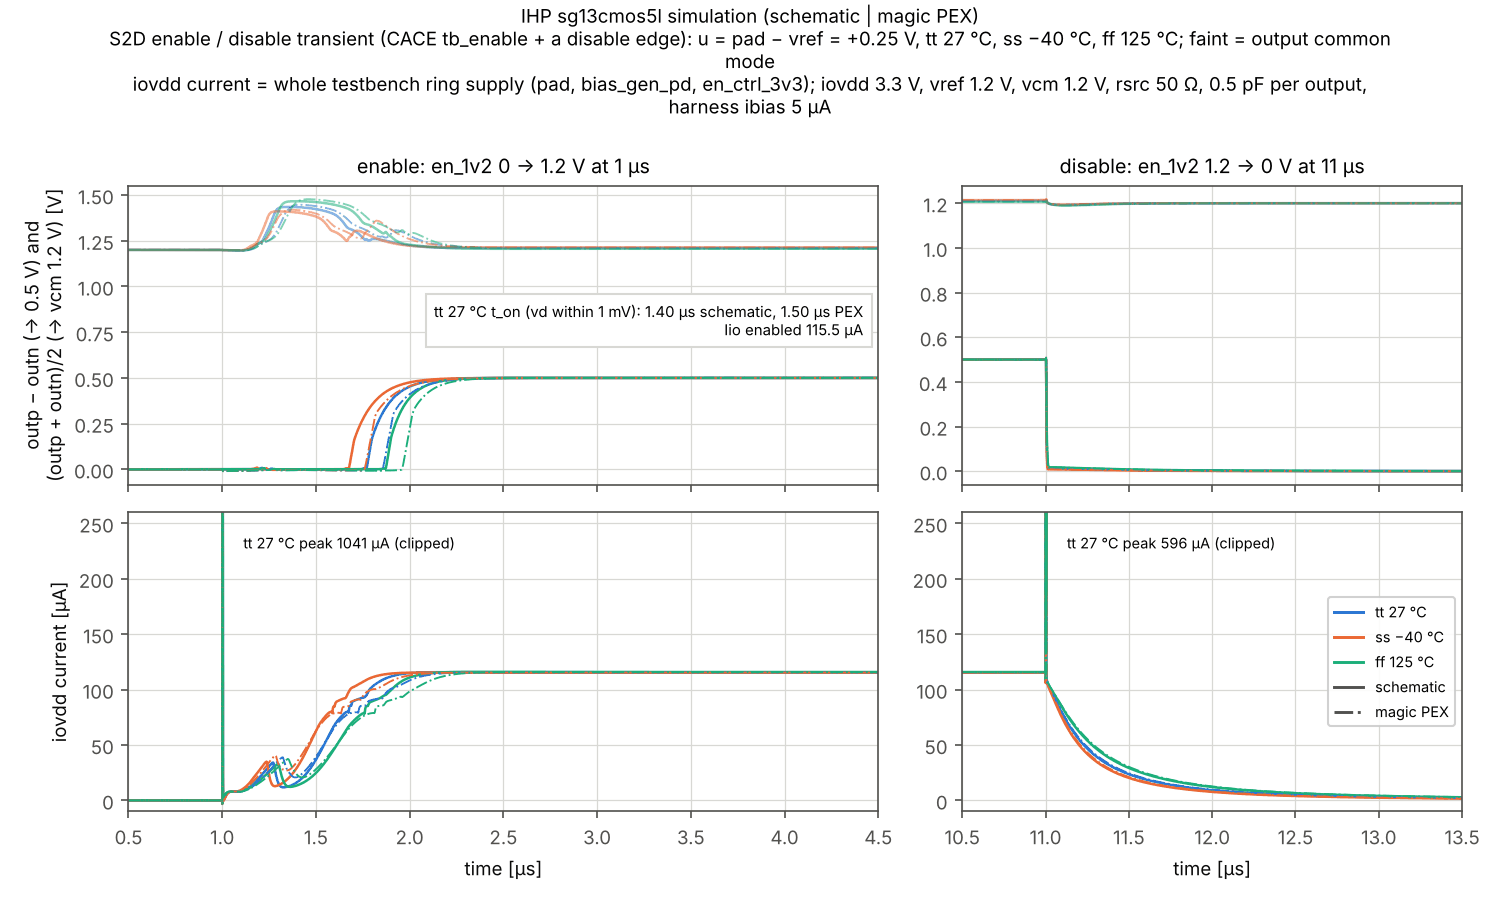 IHP sg13cmos5l simulation (schematic | magic PEX)
S2D enable / disable transient (CACE tb_enable + a disable edge): u = pad − vref = +0.25 V, tt 27 °C, ss −40 °C, ff 125 °C; faint = output common
mode
iovdd current = whole testbench ring supply (pad, bias_gen_pd, en_ctrl_3v3); iovdd 3.3 V, vref 1.2 V, vcm 1.2 V, rsrc 50 Ω, 0.5 pF per output,
harness ibias 5 µA
enable: en_1v2 0 → 1.2 V at 1 µs
outp − outn (→ 0.5 V) and
(outp + outn)/2 (→ vcm 1.2 V) [V]
1.50
1.25
1.00
0.75
0.50
0.25
0.00
tt 27 °C t_on (vd within 1 mV): 1.40 µs schematic, 1.50 µs PEX
Iio enabled 115.5 µA
disable: en_1v2 1.2 → 0 V at 11 µs
1.2
1.0
0.8
0.6
0.4
0.2
0.0
iovdd current [µA]
250
200
150
100
50
0
tt 27 °C peak 1041 µA (clipped)
0.5 1.0 1.5 2.0 2.5 3.0 3.5 4.0 4.5
time [µs]
250
200
150
100
50
0
tt 27 °C peak 596 µA (clipped)
tt 27 °C
ss −40 °C
ff 125 °C
schematic
magic PEX
10.5 11.0 11.5 12.0 12.5 13.0 13.5
time [µs]